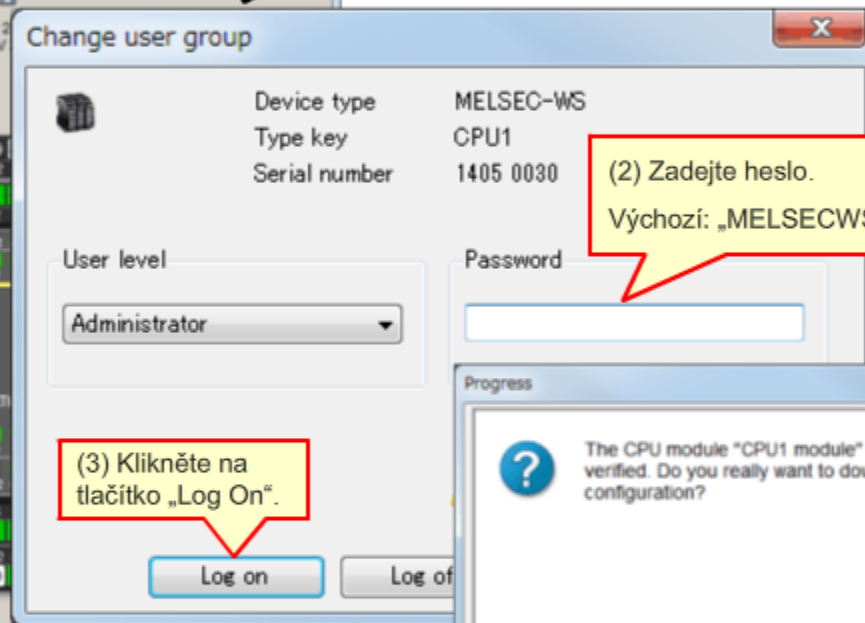 Change user group
Device type MELSEC-WS
Type key CPU1
Serial number 1405 0030
(2) Zadejte heslo.
Výchozí: „MELSECWS
User level
Password
Administrator
Progress
The CPU module "CPU1 module"
verified. Do you really want to
configuration?
(3) Klikněte na
tlačítko „Log On“.
Log on
Log